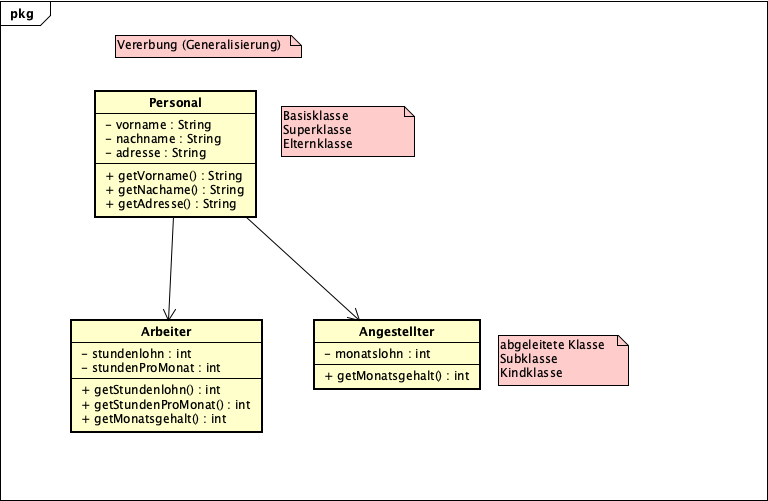 pkg
Vererbung (Generalisierung)
Personal
- vorname : String
- nachname : String
- adresse : String
+ getVorname() : String
+ getNachame() : String
+ getAdresse() : String
Basisklasse
Superklasse
Elternklasse
Arbeiter
- stundenlohn : int
- stundenProMonat : int
+ getStundenlohn() : int
+ getStundenProMonat() : int
+ getMonatsgehalt() : int
Angestellter
- monatslohn : int
+ getMonatsgehalt() : int
abgeleitete Klasse
Subklasse
Kindklasse